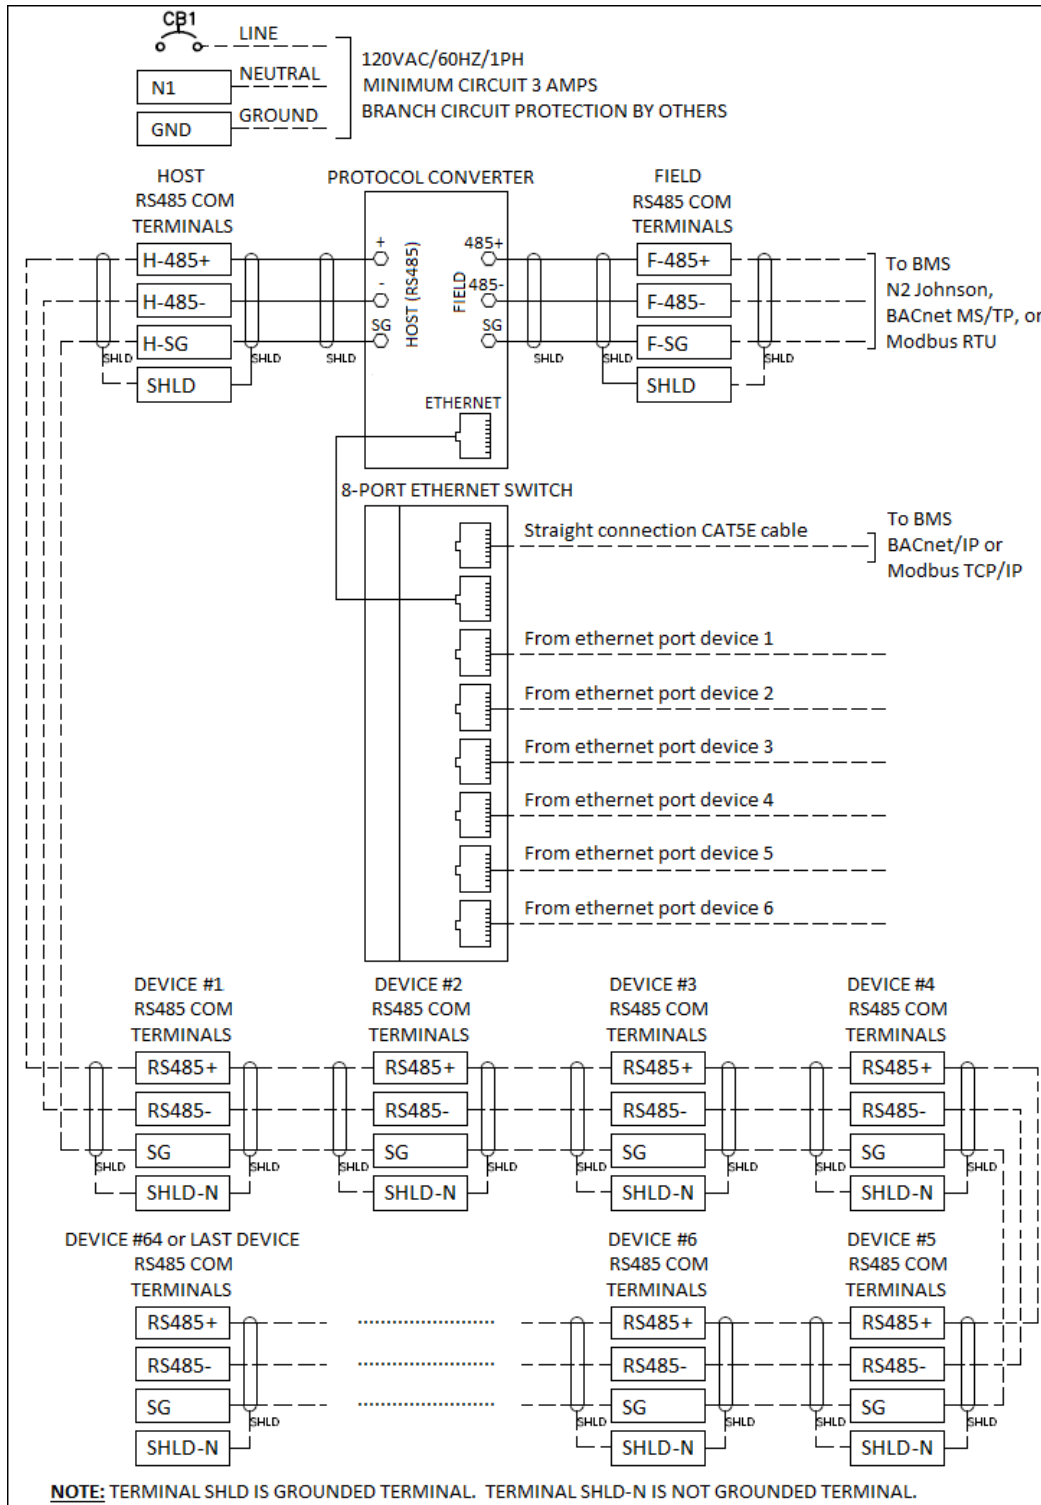 CB1
LINE
N1
NEUTRAL
GND
GROUND
120VAC/60HZ/1PH
MINIMUM CIRCUIT 3 AMPS
BRANCH CIRCUIT PROTECTION BY OTHERS
HOST
RS485 COM
TERMINALS
H-485+
H-485-
H-SG
SHLD
SHLD
SHLD
SHLD
PROTOCOL CONVERTER
+
-
SG
HOST (RS485)
FIELD
485+
485-
SG
ETHERNET
FIELD
RS485 COM
TERMINALS
F-485+
F-485-
F-SG
SHLD
SHLD
SHLD
SHLD
To BMS
N2 Johnson,
BACnet MS/TP, or
Modbus RTU
8-PORT ETHERNET SWITCH
Straight connection CAT5E cable
To BMS
BACnet/IP or
Modbus TCP/IP
From ethernet port device 1
From ethernet port device 2
From ethernet port device 3
From ethernet port device 4
From ethernet port device 5
From ethernet port device 6
DEVICE #1
RS485 COM
TERMINALS
RS485+
RS485-
SG
SHLD-N
SHLD
SHLD
DEVICE #2
RS485 COM
TERMINALS
RS485+
RS485-
SG
SHLD-N
SHLD
SHLD
DEVICE #3
RS485 COM
TERMINALS
RS485+
RS485-
SG
SHLD-N
SHLD
SHLD
DEVICE #4
RS485 COM
TERMINALS
RS485+
RS485-
SG
SHLD-N
SHLD
SHLD
DEVICE #64 or LAST DEVICE
RS485 COM
TERMINALS
RS485+
RS485-
SG
SHLD-N
SHLD
DEVICE #6
RS485 COM
TERMINALS
RS485+
RS485-
SG
SHLD-N
SHLD
SHLD
DEVICE #5
RS485 COM
TERMINALS
RS485+
RS485-
SG
SHLD-N
SHLD
SHLD
NOTE: TERMINAL SHLD IS GROUNDED TERMINAL. TERMINAL SHLD-N IS NOT GROUNDED TERMINAL.